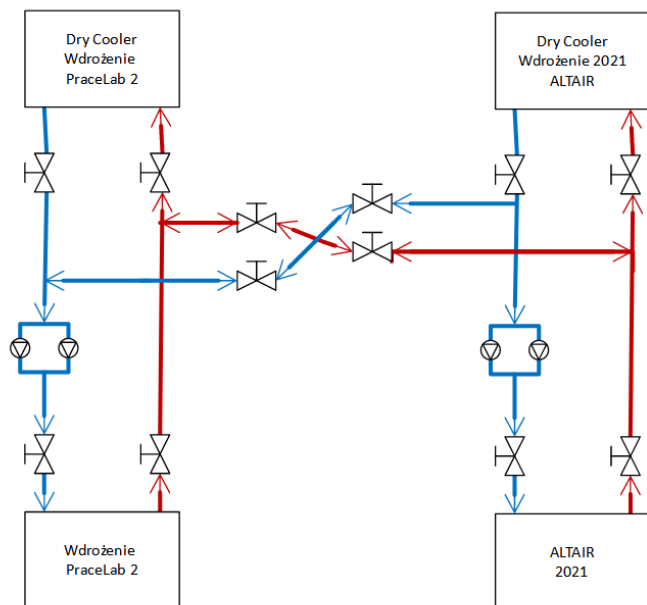 Dry Cooler
Wdrożenie
PraceLab 2
Dry Cooler
Wdrożenie 2021
ALTAIR
Wdrożenie
PraceLab 2
ALTAIR
2021